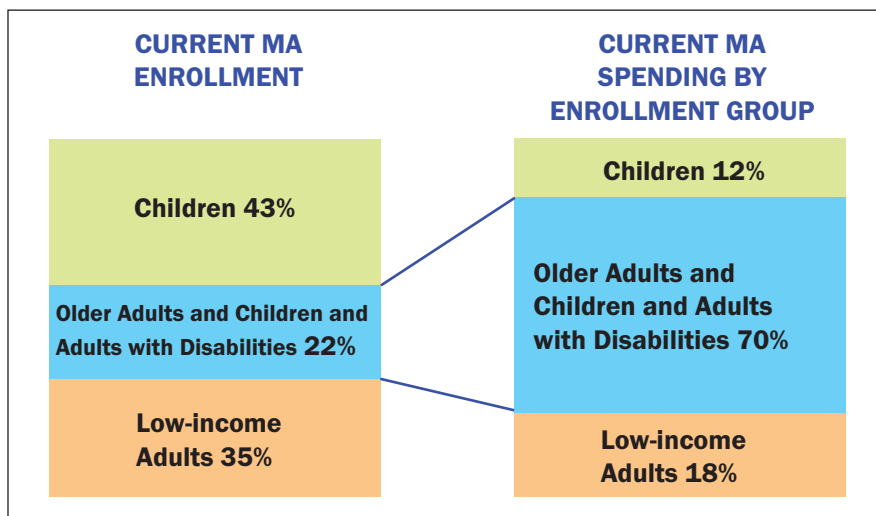 CURRENT MA
ENROLLMENT
Children 43%
Older Adults and Children and
Adults with Disabilities 22%
Low-income
Adults 35%
CURRENT MA
SPENDING BY
ENROLLMENT GROUP
Children 12%
Older Adults and
Children and Adults
with Disabilities 70%
Low-income
Adults 18%